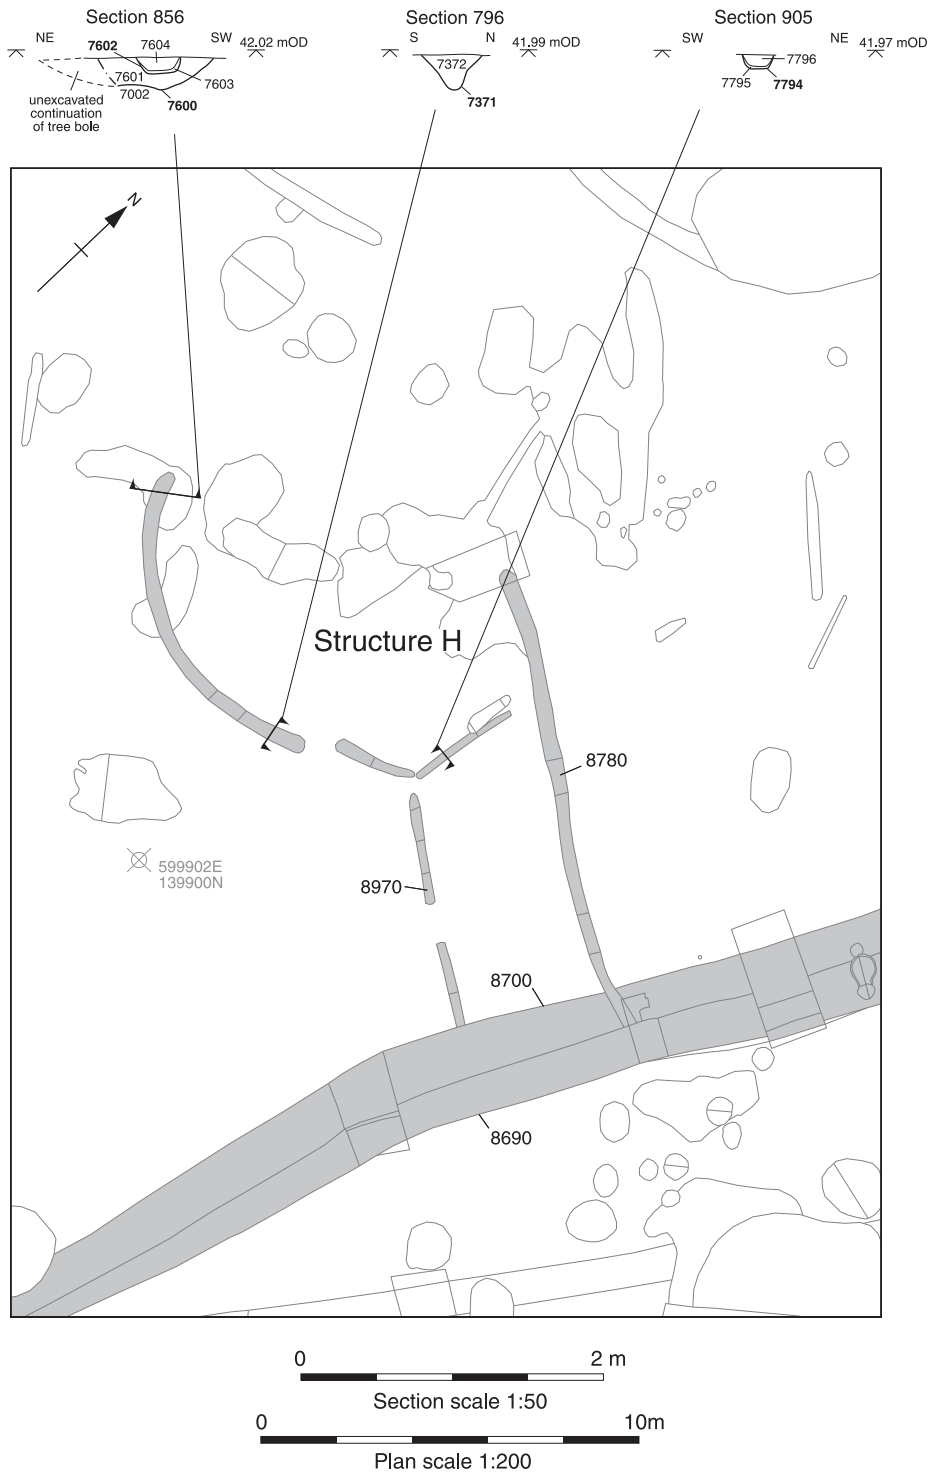 Section 856
NE
SW
42.02 mOD
7602
7604
7601
7603
7002
7600
unexcavated
continuation
of tree bole
Section 796
S
N
41.99 mOD
7372
7371
Section 905
SW
NE
41.97 mOD
7796
7795
7794
N
Structure H
8780
599902E
139900N
8970
8700
8690
0
2 m
Section scale 1:50
0
10m
Plan scale 1:200